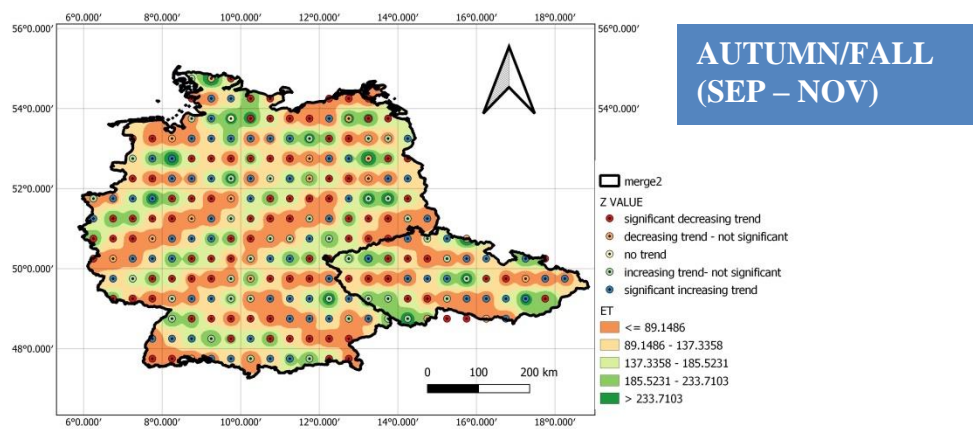 6°0.000′ 8°0.000′ 10°0.000′ 12°0.000′ 14°0.000′ 16°0.000′ 18°0.000′
56°0.000′ 56°0.000′
AUTUMN/FALL
(SEP – NOV)
54°0.000′ 54°0.000′
52°0.000′
merge2
Z VALUE
significant decreasing trend
decreasing trend - not significant
no trend
increasing trend- not significant
significant increasing trend
50°0.000′
ET
<= 89.1486
89.1486 - 137.3358
137.3358 - 185.5231
185.5231 - 233.7103
> 233.7103
48°0.000′
0 100 200 km
6°0.000′ 8°0.000′ 10°0.000′ 12°0.000′ 14°0.000′ 16°0.000′ 18°0.000′